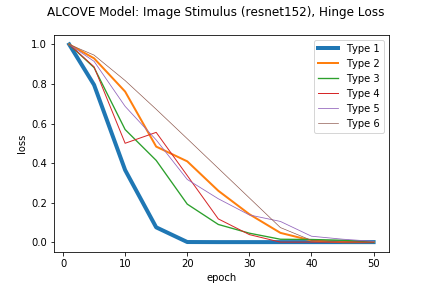 ALCOVE Model: Image Stimulus (resnet152), Hinge Loss
1.0
0.8
0.6
0.4
0.2
0.0
loss
Type 1
Type 2
Type 3
Type 4
Type 5
Type 6
0
10
20
30
40
50
epoch